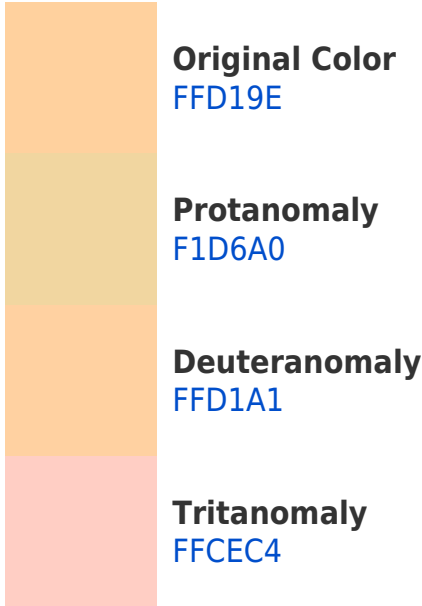 Original Color
FFD19E
Protanomaly
F1D6A0
Deuteranomaly
FFD1A1
Tritanomaly
FFCEC4